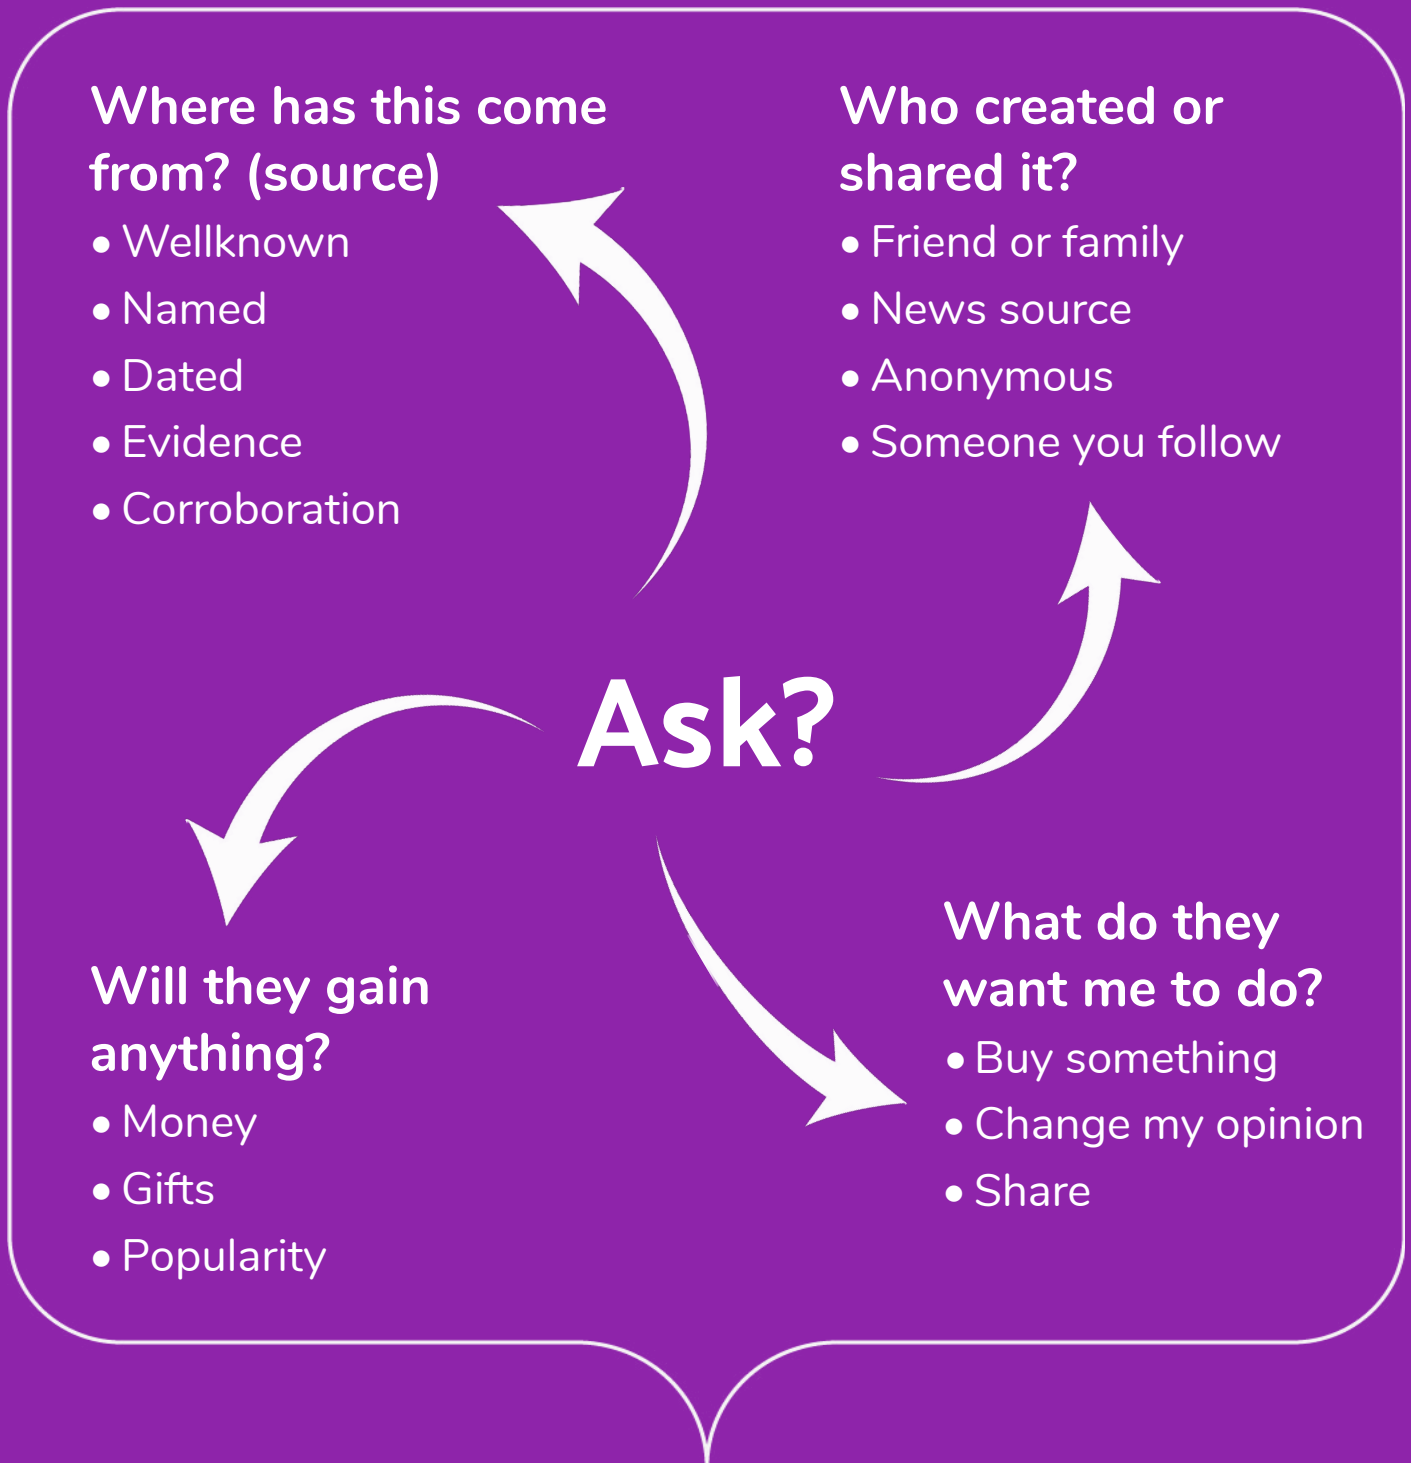 Where has this come
from? (source)
• Wellknown
• Named
• Dated
• Evidence
• Corroboration
Who created or
shared it?
• Friend or family
• News source
• Anonymous
• Someone you follow
Ask?
Will they gain
anything?
• Money
• Gifts
• Popularity
What do they
want me to do?
• Buy something
• Change my opinion
• Share